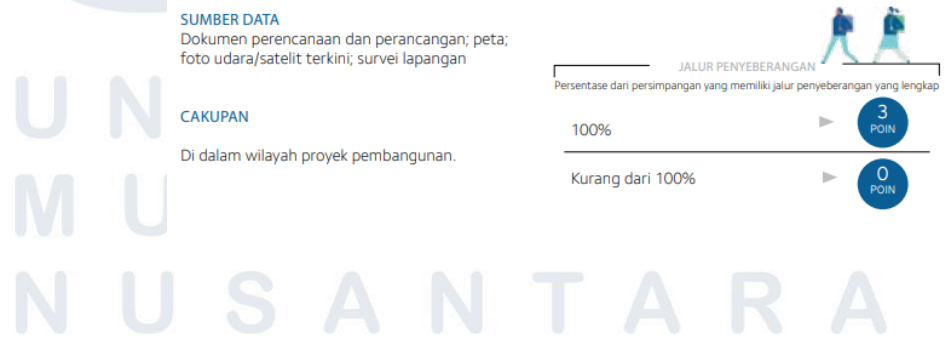 SUMBER DATA
Dokumen perencanaan dan perancangan; peta;
foto udara/satelit terkini; survei lapangan
CAKUPAN
Di dalam wilayah proyek pembangunan.
JALUR PENYEBERANGAN
Persentase dari persimpangan yang memiliki jalur penyeberangan yang lengkap
100%
3
POIN
Kurang dari 100%
0
POIN
U N
M U
N U S A N T A R A